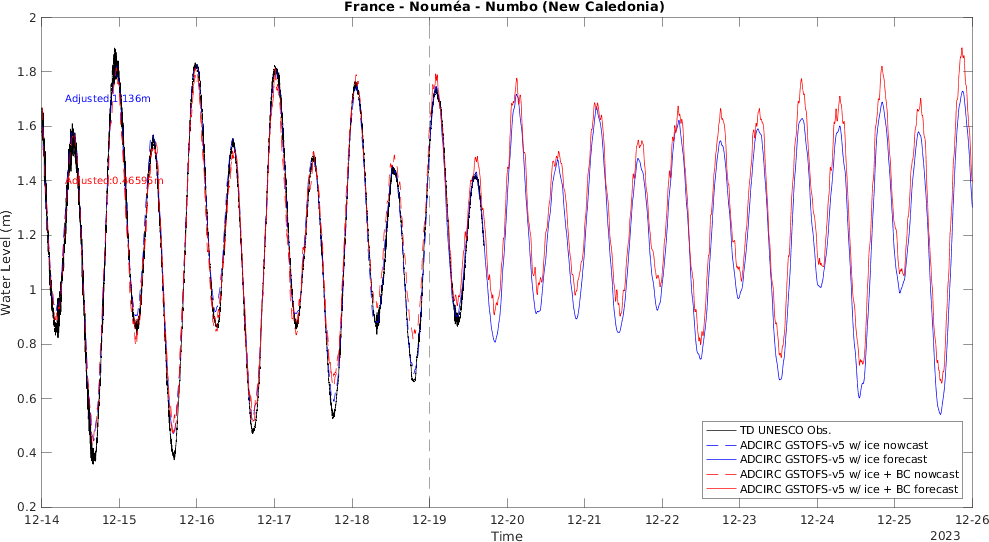 France - Nouméa - Numbo (New Caledonia)
2
1.8
1.6
1.4
1.2
1
0.8
0.6
0.4
0.2
Water Level (m)
Adjusted:1.136m
Adjusted:0.46595m
TD UNESCO Obs.
ADCIRC GSTOFS-v5 w/ ice nowcast
ADCIRC GSTOFS-v5 w/ ice forecast
ADCIRC GSTOFS-v5 w/ ice + BC nowcast
ADCIRC GSTOFS-v5 w/ ice + BC forecast
12-14 12-15 12-16 12-17 12-18 12-19 12-20 12-21 12-22 12-23 12-24 12-25 12-26
Time
2023